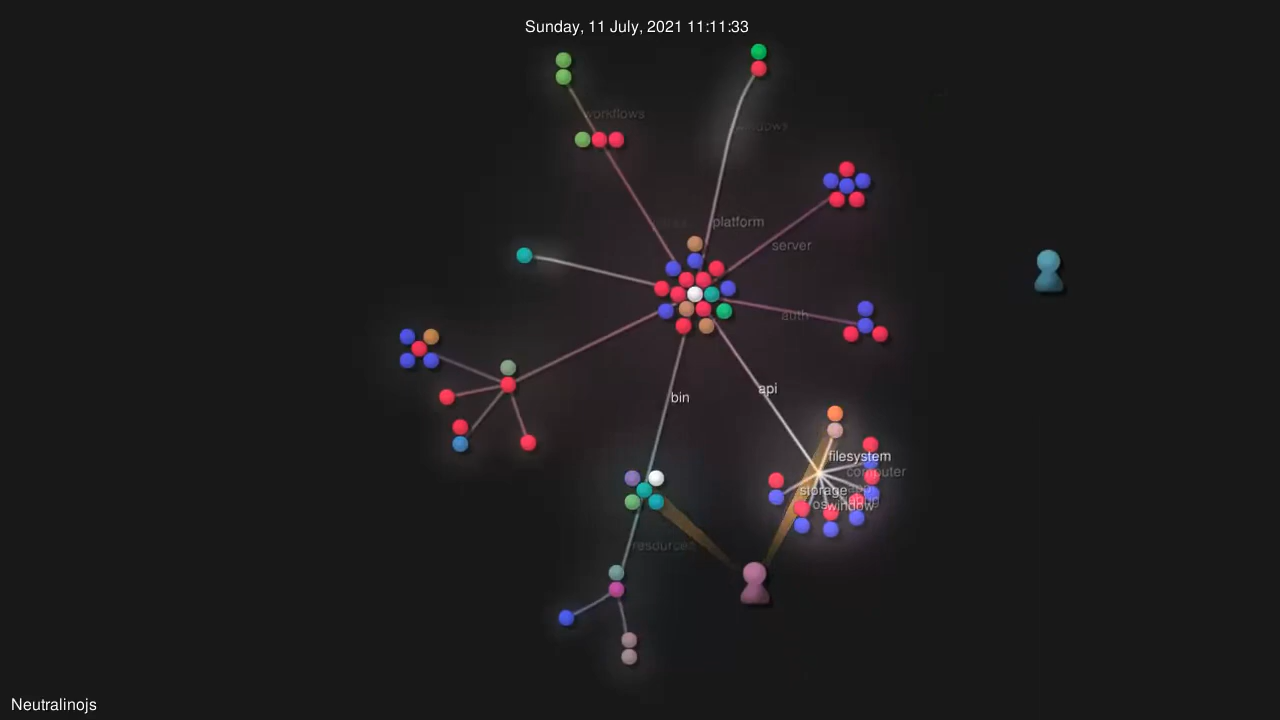 Sunday, 11 July, 2021 11:11:33
workflows
platform
server
auth
api
bin
filesystem
computer
storage
oswindow
resources
Neutralinojs